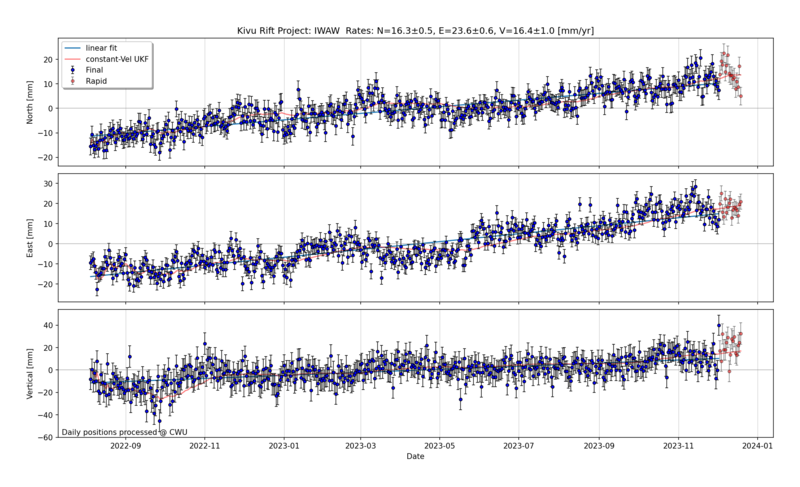 Kivu Rift Project: IWAW  Rates: N=16.3±0.5, E=23.6±0.6, V=16.4±1.0 [mm/yr]
linear fit
constant-Vel UKF
Final
Rapid
North [mm]
20
10
0
−10
−20
East [mm]
30
20
10
0
−10
−20
Vertical [mm]
40
20
0
−20
−40
−60
Daily positions processed @ CWU
2022-09 2022-11 2023-01 2023-03 2023-05 2023-07 2023-09 2023-11 2024-01
Date